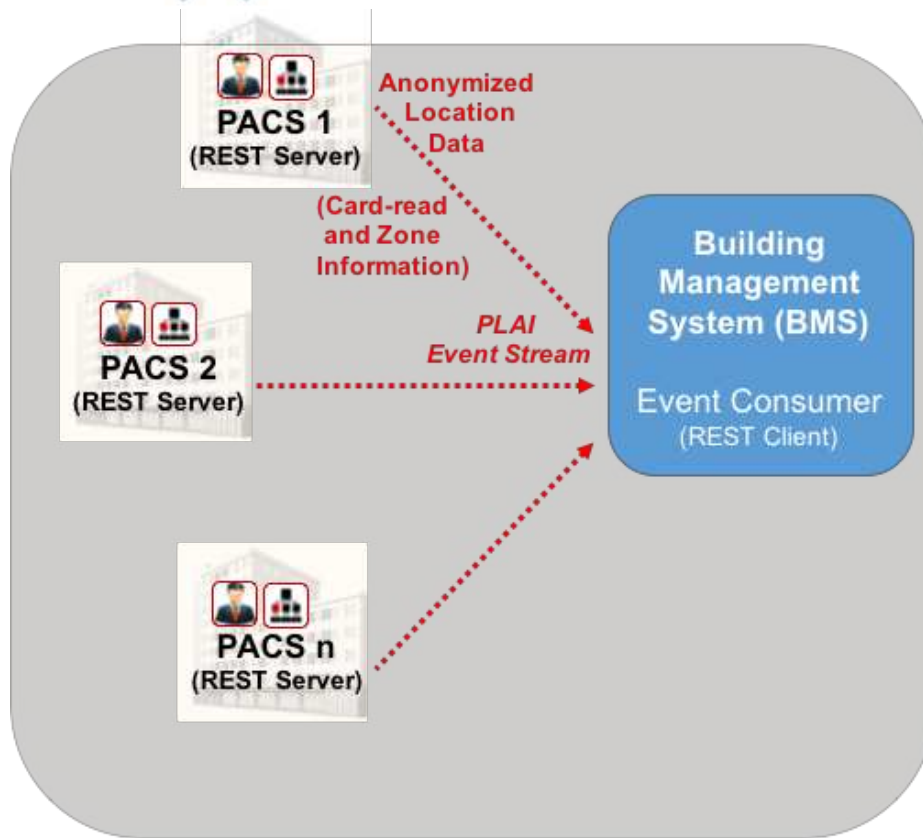 PACS 1
(REST Server)
Anonymized
Location
Data
(Card-read
and Zone
Information)
Building
Management
System (BMS)
Event Consumer
(REST Client)
PLAI
Event Stream
PACS 2
(REST Server)
PACS n
(REST Server)